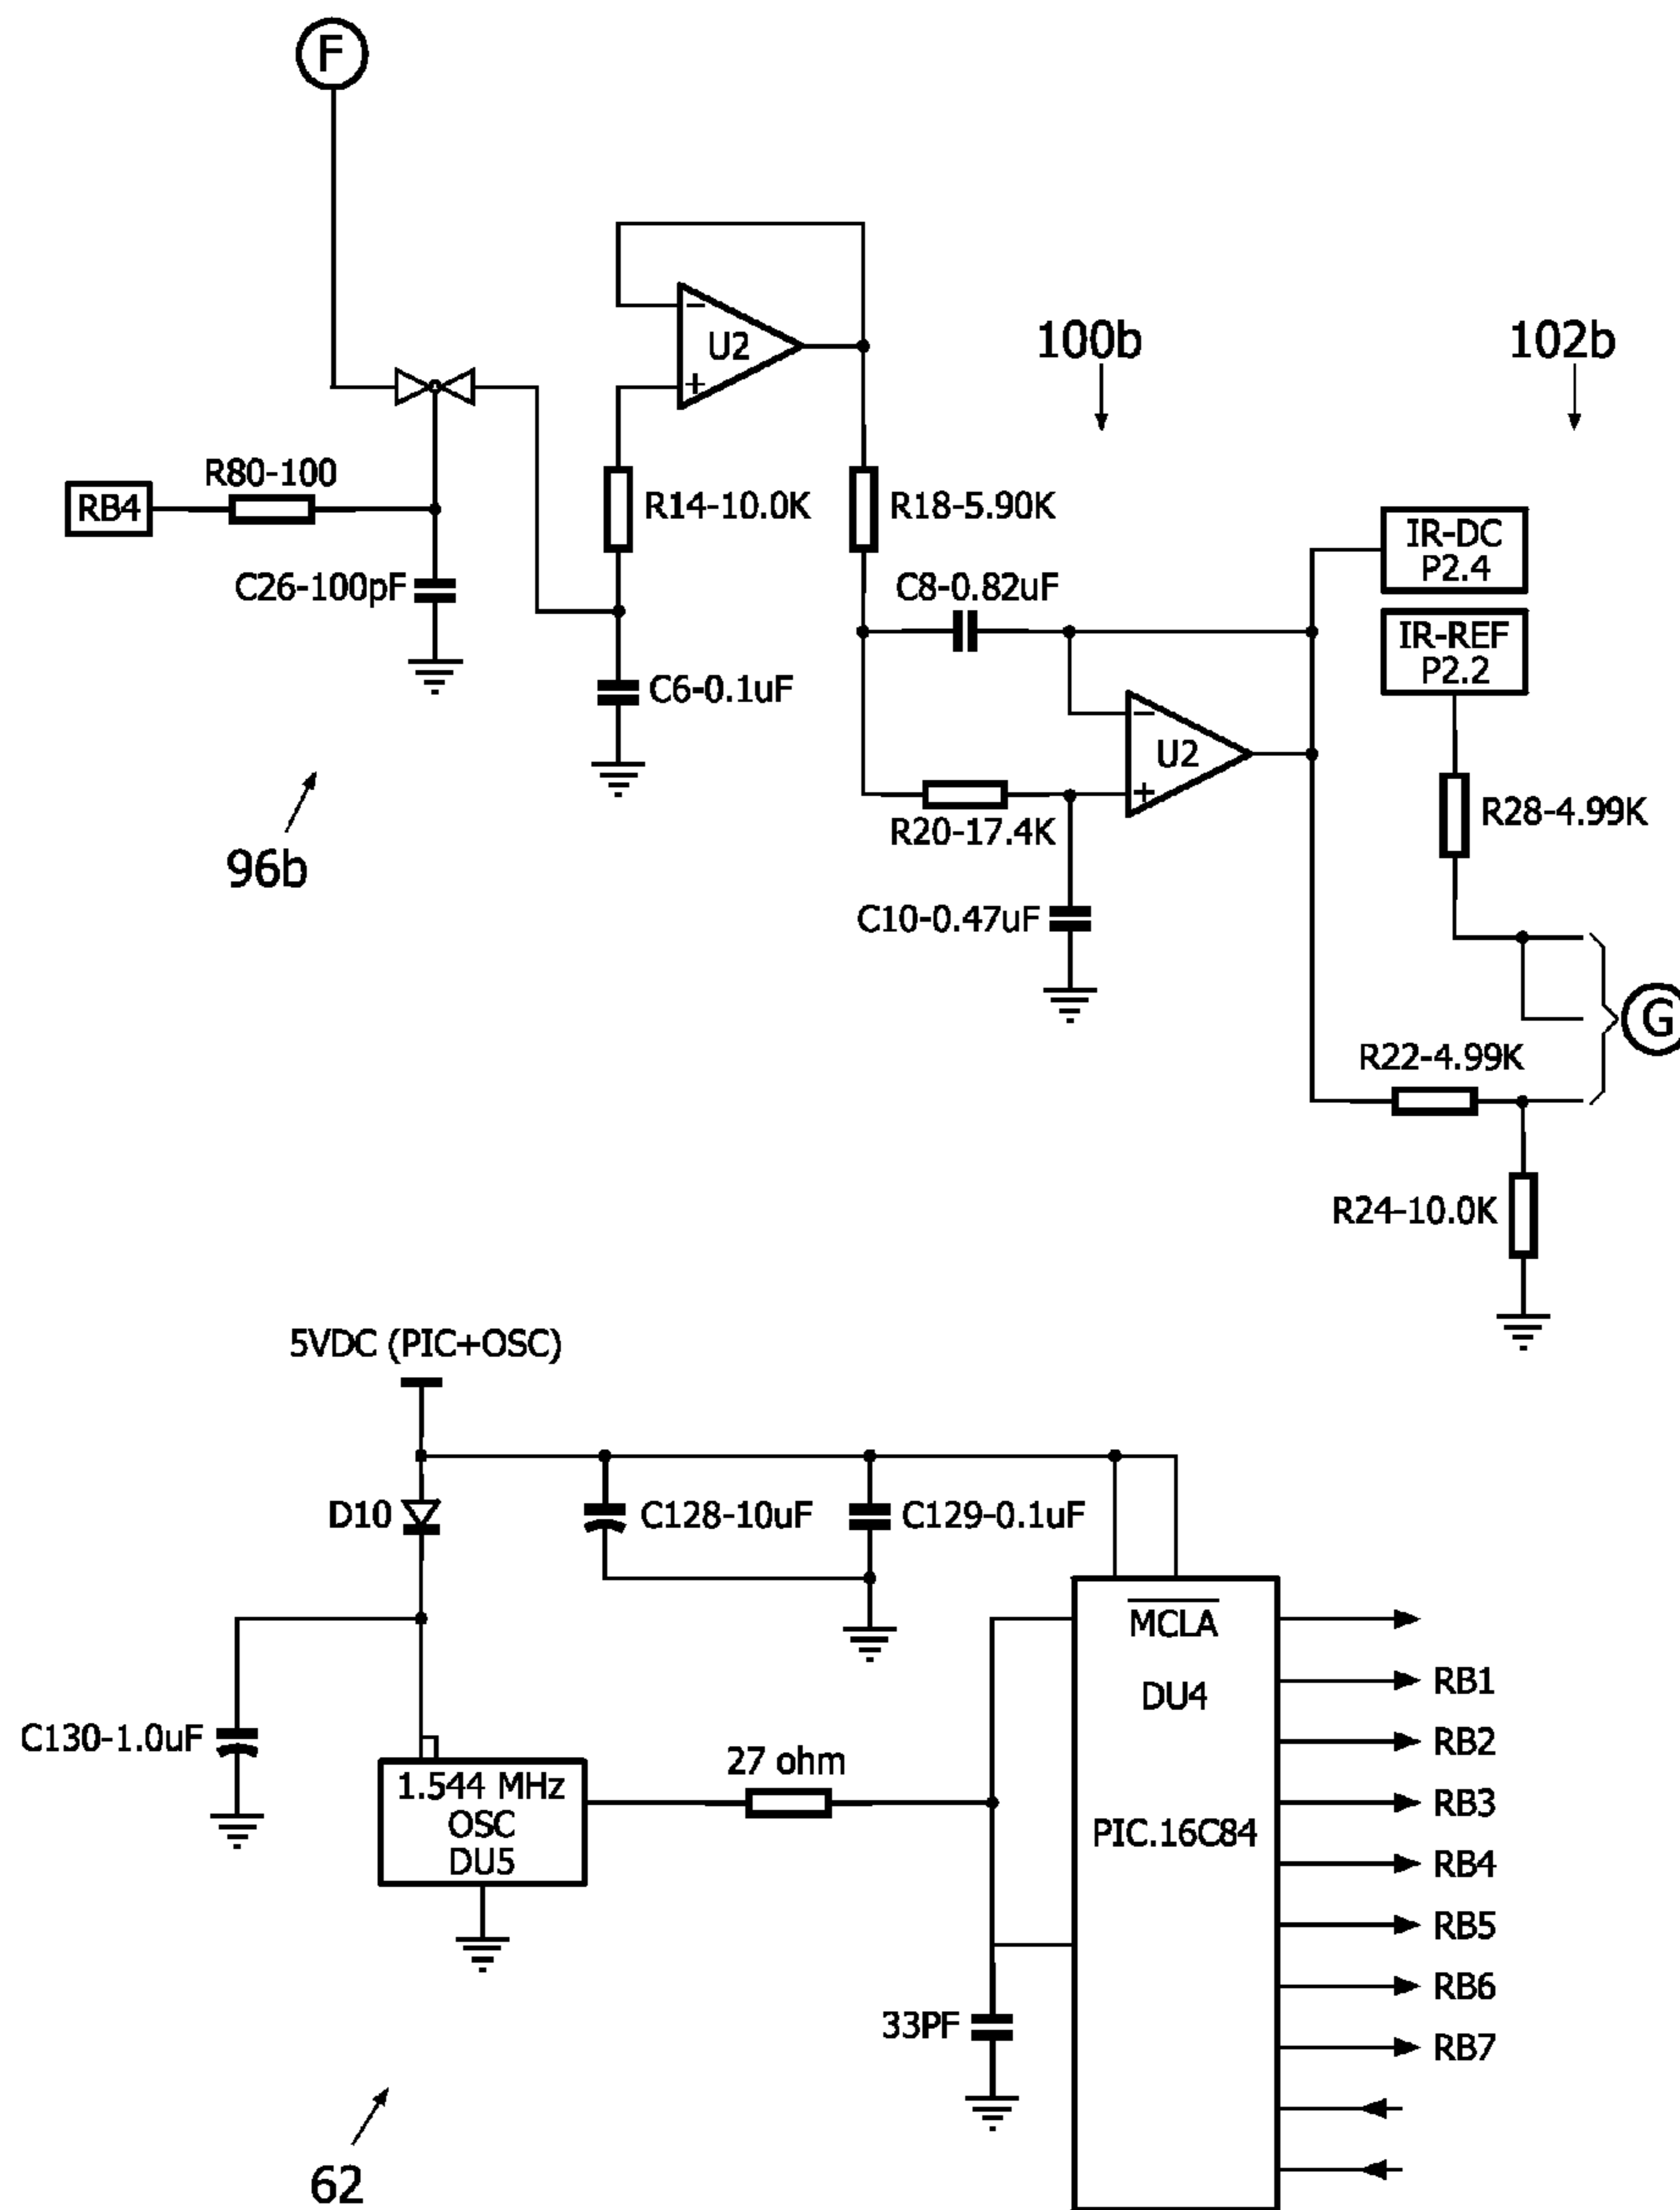 F
U2
100b
102b
R80-100
RB4
R14-10.0K
R18-5.90K
IR-DC
P2.4
C26-100pF
C8-0.82uF
IR-REF
P2.2
C6-0.1uF
U2
R28-4.99K
R20-17.4K
96b
C10-0.47uF
G
R22-4.99K
R24-10.0K
5VDC (PIC+OSC)
D10
C128-10uF
C129-0.1uF
MCLA
DU4
RB1
C130-1.0uF
27 ohm
RB2
1.544 MHz
OSC
DU5
PIC.16C84
RB3
RB4
RB5
RB6
33PF
RB7
62